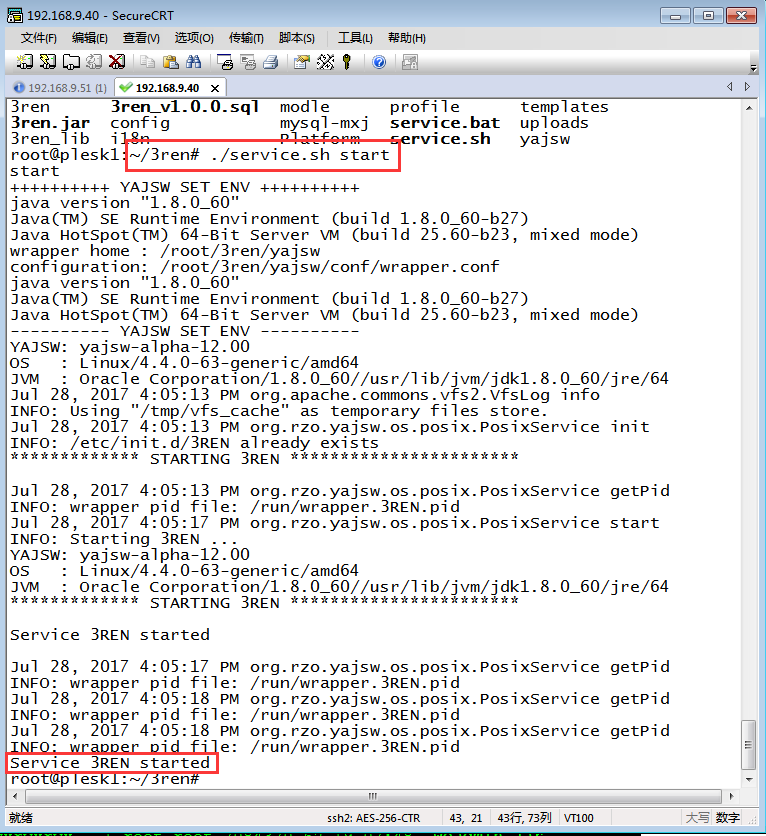 192.168.9.40 - SecureCRT
文件(F) 编辑(E) 查看(V) 选项(O) 传输(T) 脚本(S) 工具(L) 帮助(H)
192.168.9.51 (1) 192.168.9.40
3ren 3ren_v1.0.0.sql modle profile templates
3ren.jar config mysql-mxj service.bat uploads
3ren_lib i18n Platform service.sh yajsw
root@plesk1:~/3ren# ./service.sh start
start
++++++++++ YAJSW SET ENV ++++++++++
java version "1.8.0_60"
Java(TM) SE Runtime Environment (build 1.8.0_60-b27)
Java HotSpot(TM) 64-Bit Server VM (build 25.60-b23, mixed mode)
wrapper home : /root/3ren/yajsw
configuration: /root/3ren/yajsw/conf/wrapper.conf
java version "1.8.0_60"
Java(TM) SE Runtime Environment (build 1.8.0_60-b27)
Java HotSpot(TM) 64-Bit Server VM (build 25.60-b23, mixed mode)
---------- YAJSW SET ENV ----------
YAJSW: yajsw-alpha-12.00
OS : Linux/4.4.0-63-generic/amd64
JVM : Oracle Corporation/1.8.0_60//usr/lib/jvm/jdk1.8.0_60/jre/64
Jul 28, 2017 4:05:13 PM org.apache.commons.vfs2.VfsLog info
INFO: Using "/tmp/vfs_cache" as temporary files store.
Jul 28, 2017 4:05:13 PM org.rzo.yajsw.os.posix.PosixService init
INFO: /etc/init.d/3REN already exists
************* STARTING 3REN ***********************
Jul 28, 2017 4:05:13 PM org.rzo.yajsw.os.posix.PosixService getPid
INFO: wrapper pid file: /run/wrapper.3REN.pid
Jul 28, 2017 4:05:17 PM org.rzo.yajsw.os.posix.PosixService start
INFO: Starting 3REN ...
YAJSW: yajsw-alpha-12.00
OS : Linux/4.4.0-63-generic/amd64
JVM : Oracle Corporation/1.8.0_60//usr/lib/jvm/jdk1.8.0_60/jre/64
************* STARTING 3REN ***********************
Service 3REN started
Jul 28, 2017 4:05:17 PM org.rzo.yajsw.os.posix.PosixService getPid
INFO: wrapper pid file: /run/wrapper.3REN.pid
Jul 28, 2017 4:05:18 PM org.rzo.yajsw.os.posix.PosixService getPid
INFO: wrapper pid file: /run/wrapper.3REN.pid
Jul 28, 2017 4:05:18 PM org.rzo.yajsw.os.posix.PosixService getPid
INFO: wrapper pid file: /run/wrapper.3REN.pid
Service 3REN started
root@plesk1:~/3ren#
就绪 ssh2: AES-256-CTR 43, 21 43行, 73列 VT100 大写 数字